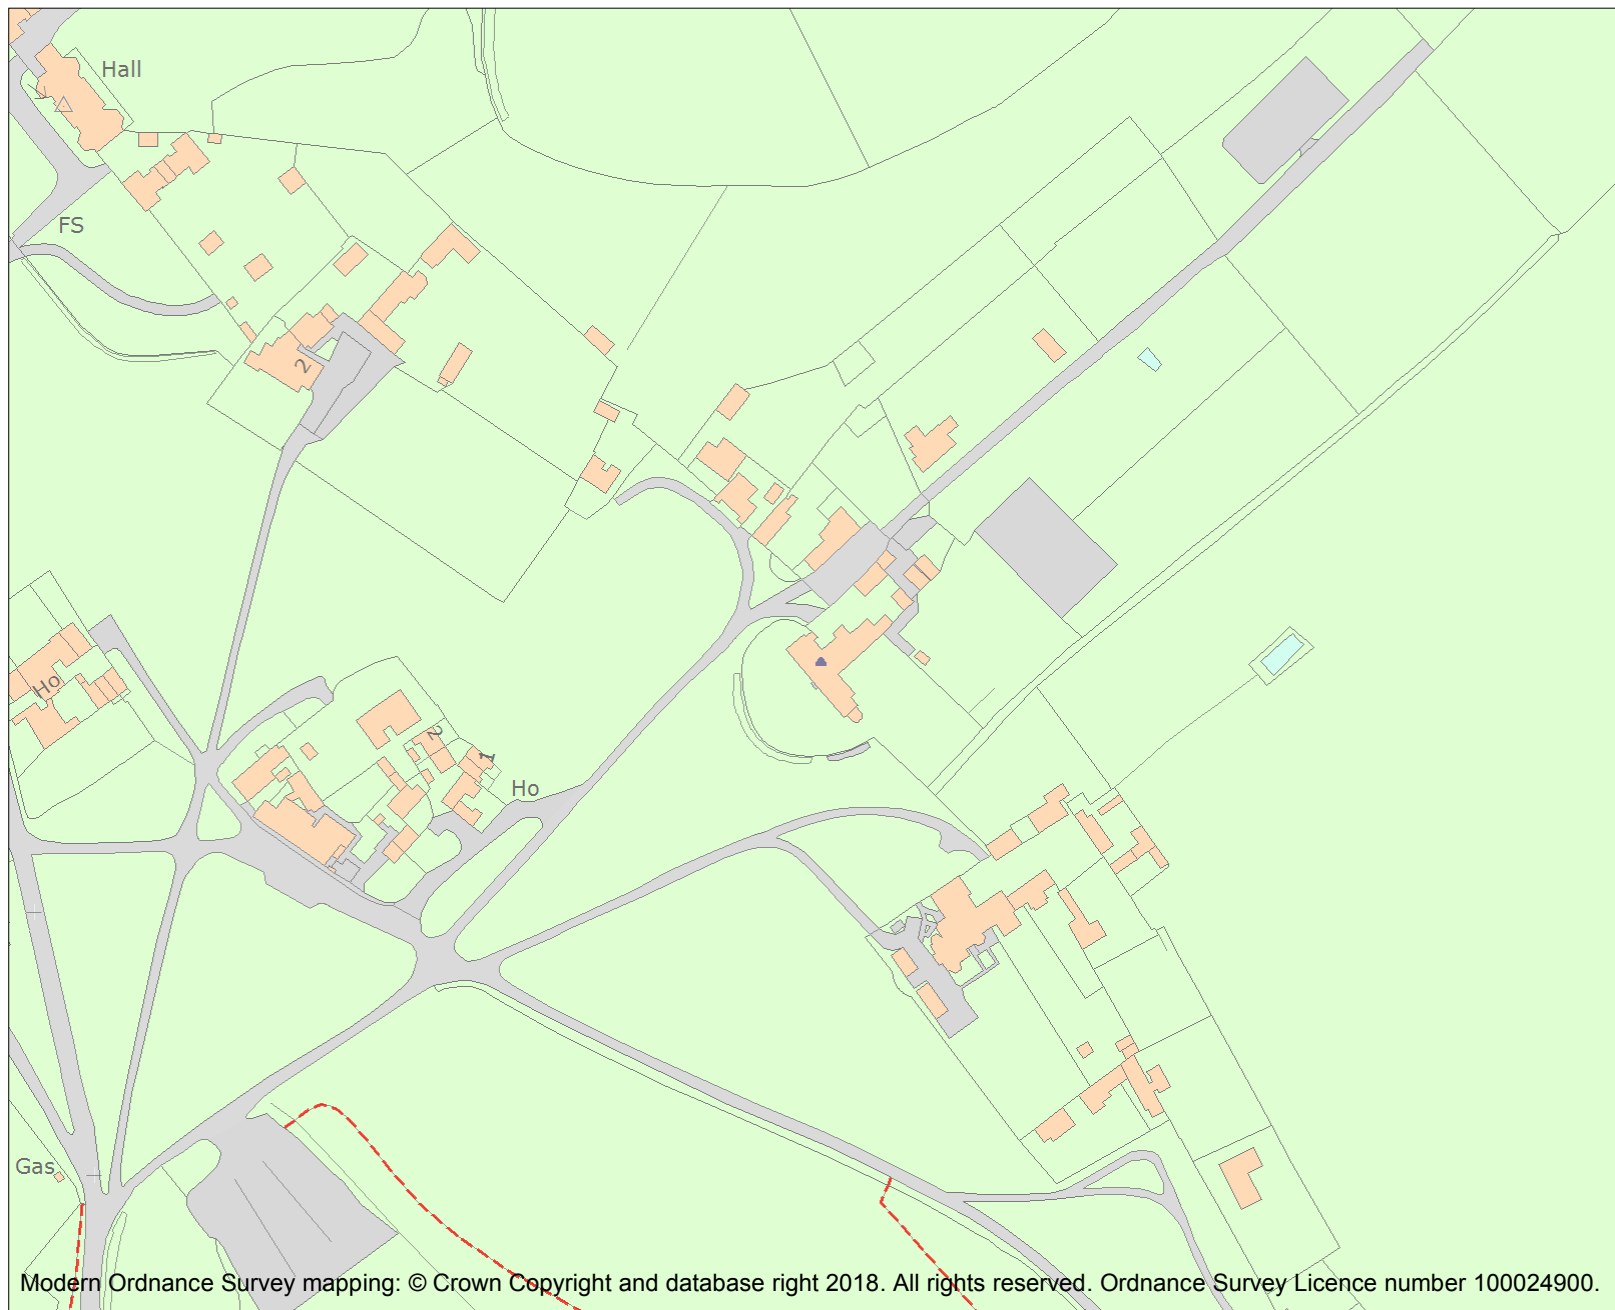 Hall
FS
2
Ho
2
1
Ho
Gas
Modern Ordnance Survey mapping: © Crown Copyright and database right 2018. All rights reserved. Ordnance Survey Licence number 100024900.